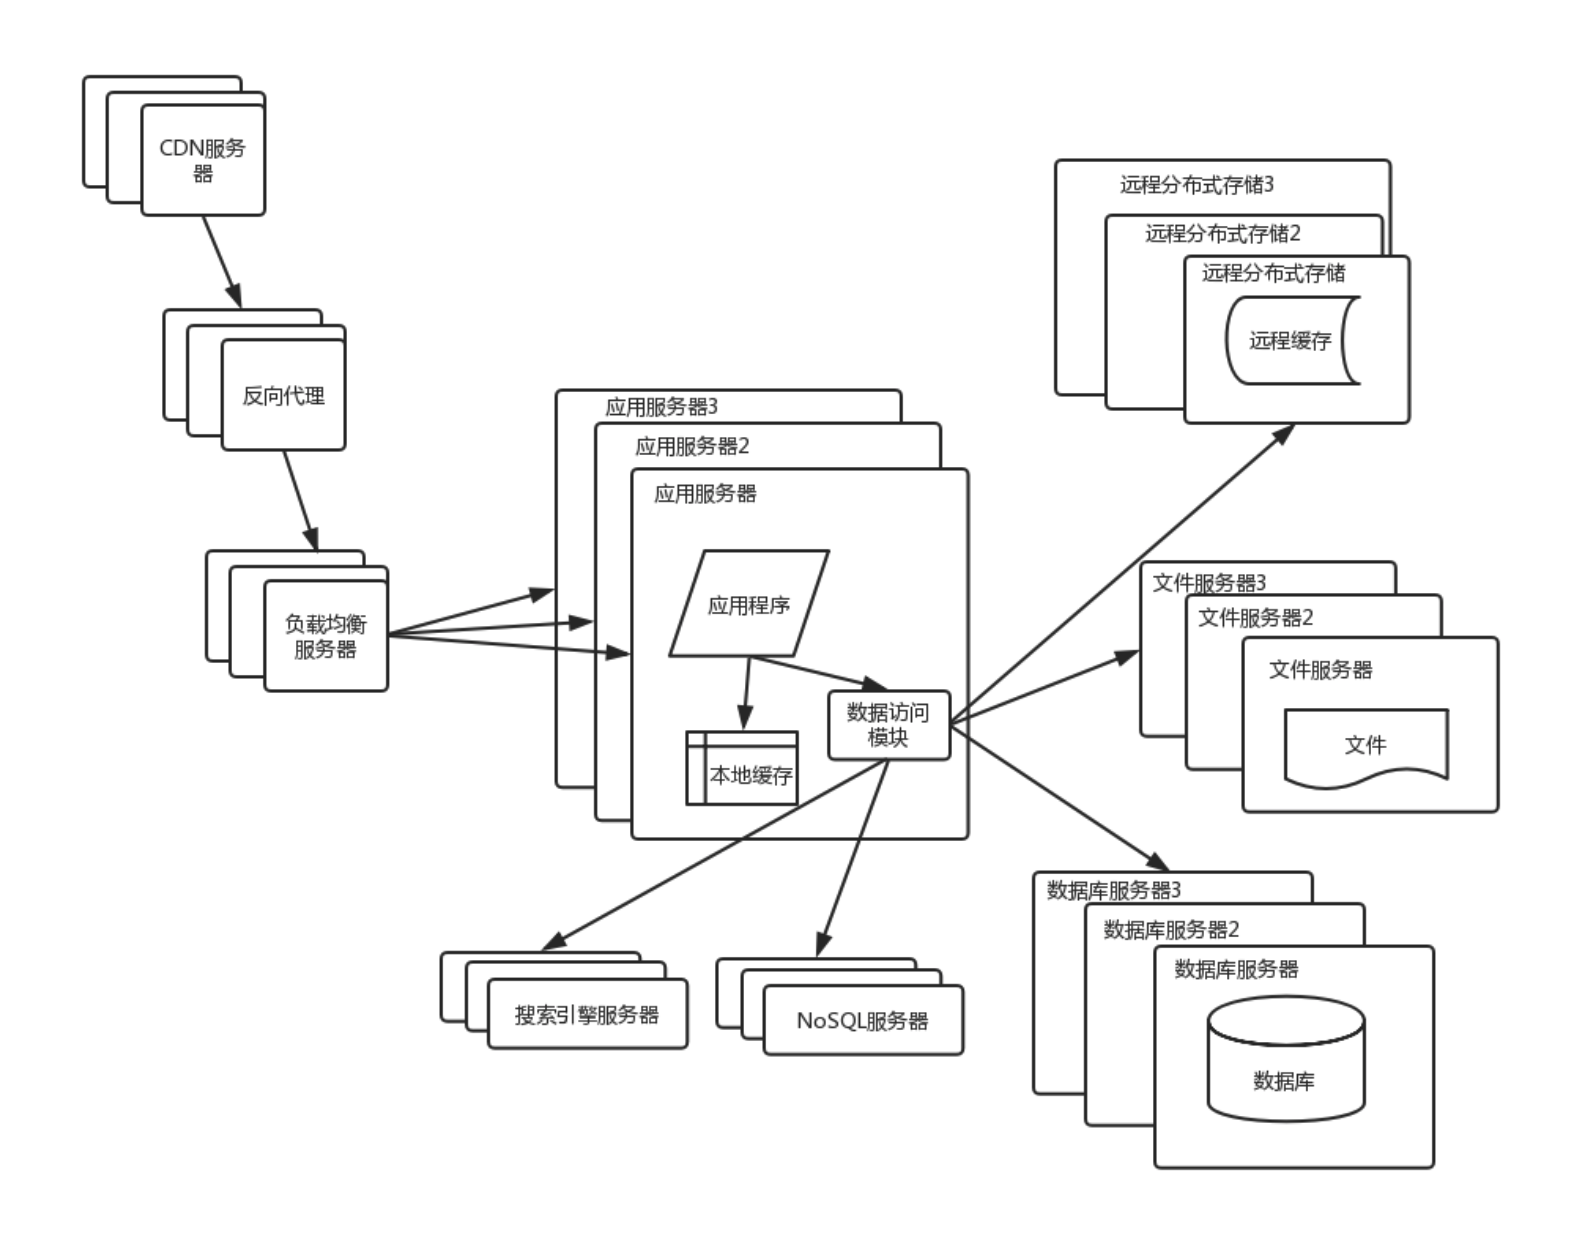 CDN服务
器
反向代理
负载均衡
服务器
应用服务器3
应用服务器2
应用服务器
应用程序
本地缓存
数据访问
模块
远程分布式存储3
远程分布式存储2
远程分布式存储
远程缓存
文件服务器3
文件服务器2
文件服务器
文件
搜索引擎服务器
NoSQL服务器
数据库服务器3
数据库服务器2
数据库服务器
数据库